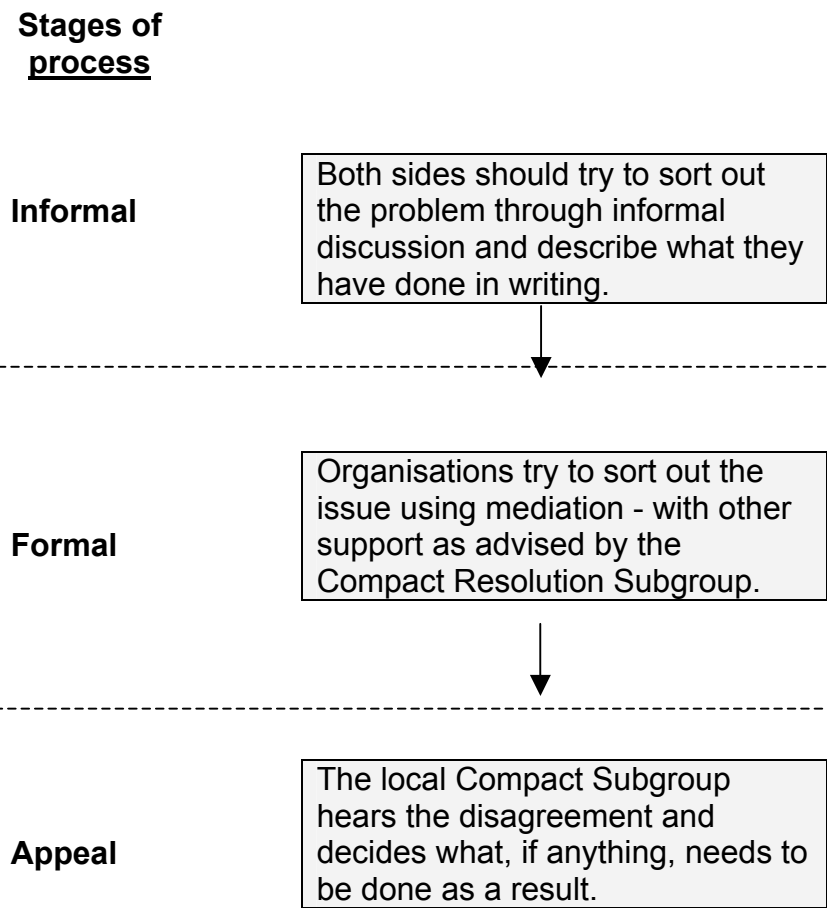 Stages of
process
Informal
Both sides should try to sort out
the problem through informal
discussion and describe what they
have done in writing.
Formal
Organisations try to sort out the
issue using mediation - with other
support as advised by the
Compact Resolution Subgroup.
Appeal
The local Compact Subgroup
hears the disagreement and
decides what, if anything, needs to
be done as a result.